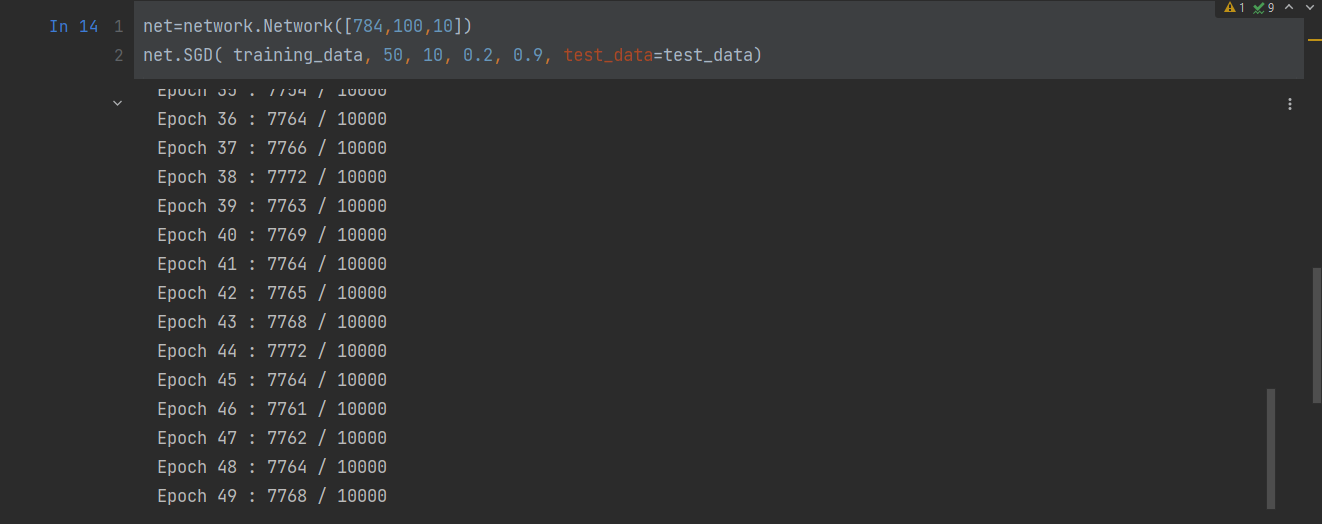 1 9
In 14 1 net=network.Network([784,100,10])
2 net.SGD( training_data, 50, 10, 0.2, 0.9, test_data=test_data)
Epoch 35 : 7754 / 10000
Epoch 36 : 7764 / 10000
Epoch 37 : 7766 / 10000
Epoch 38 : 7772 / 10000
Epoch 39 : 7763 / 10000
Epoch 40 : 7769 / 10000
Epoch 41 : 7764 / 10000
Epoch 42 : 7765 / 10000
Epoch 43 : 7768 / 10000
Epoch 44 : 7772 / 10000
Epoch 45 : 7764 / 10000
Epoch 46 : 7761 / 10000
Epoch 47 : 7762 / 10000
Epoch 48 : 7764 / 10000
Epoch 49 : 7768 / 10000